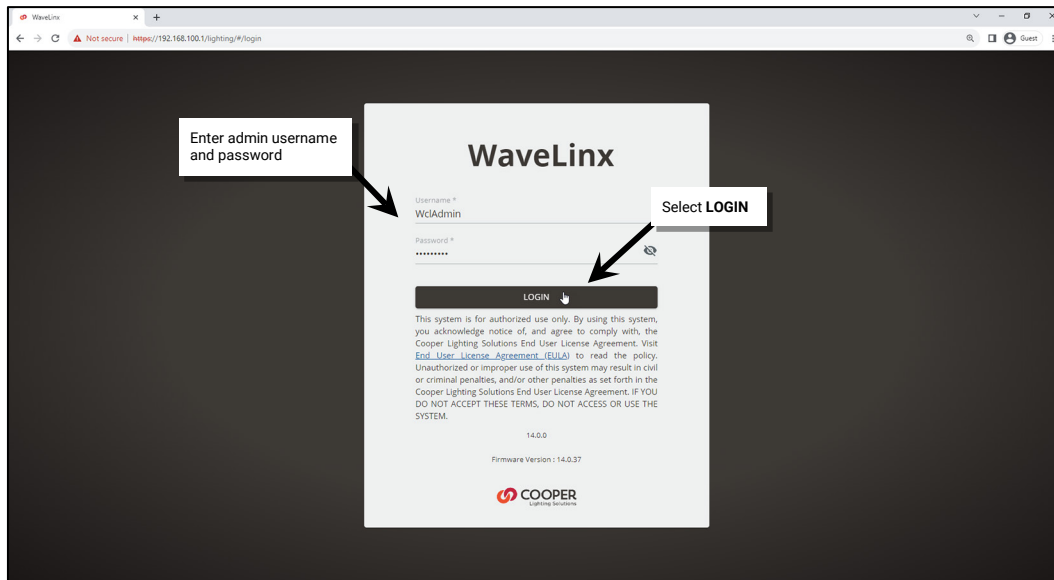 WaveLinx
Not secure | https://192.168.100.1/lighting/#/login
Guest
Enter admin username
and password
WaveLinx
Username *
WclAdmin
Select LOGIN
Password *
•••••••••
LOGIN
This system is for authorized use only. By using this system,
you acknowledge notice of, and agree to comply with, the
Cooper Lighting Solutions End User License Agreement. Visit
End User License Agreement (EULA) to read the policy.
Unauthorized or improper use of this system may result in civil
or criminal penalties, and/or other penalties as set forth in the
Cooper Lighting Solutions End User License Agreement. IF YOU
DO NOT ACCEPT THESE TERMS, DO NOT ACCESS OR USE THE
SYSTEM.
14.0.0
Firmware Version : 14.0.37
COOPER
Lighting Solutions